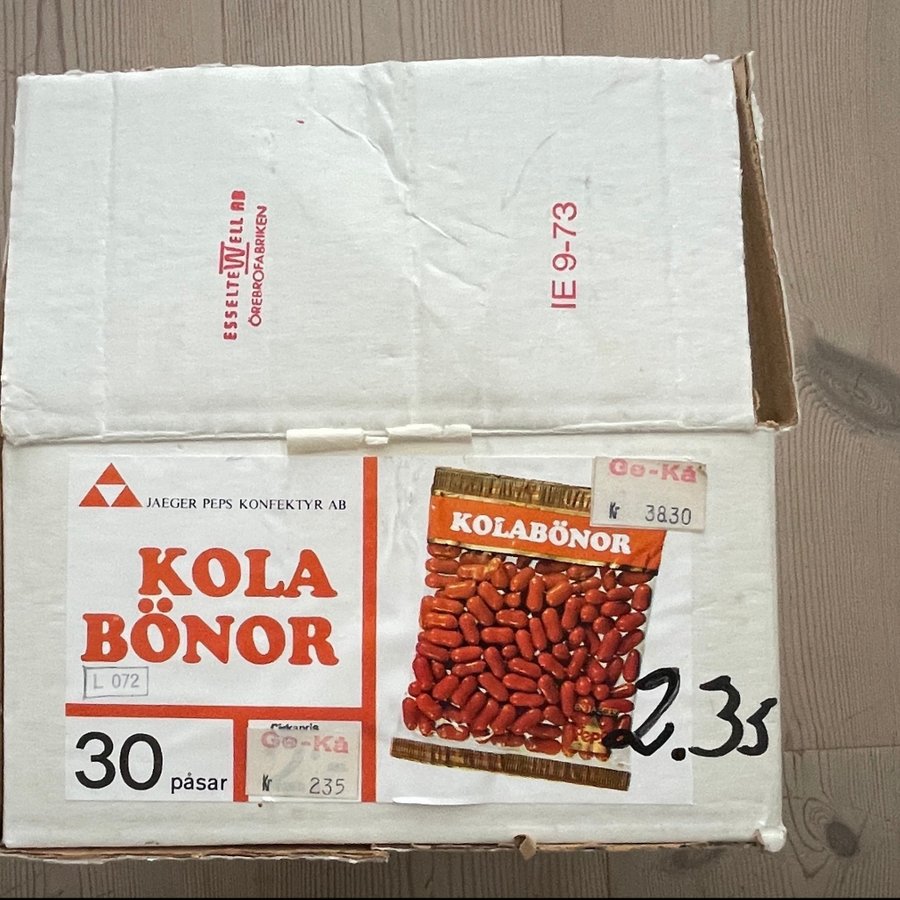 ESSELTE WELL AB
ÖREBROFABRIKEN
IE 9-73
JAEGER PEPS KONFEKTYR AB
KOLA
BÖNOR
L 072
30 påsar
Cirkapris
Ge-Kå
Kr 235
Ge-Kå
Kr 3830
KOLABÖNOR
2.35